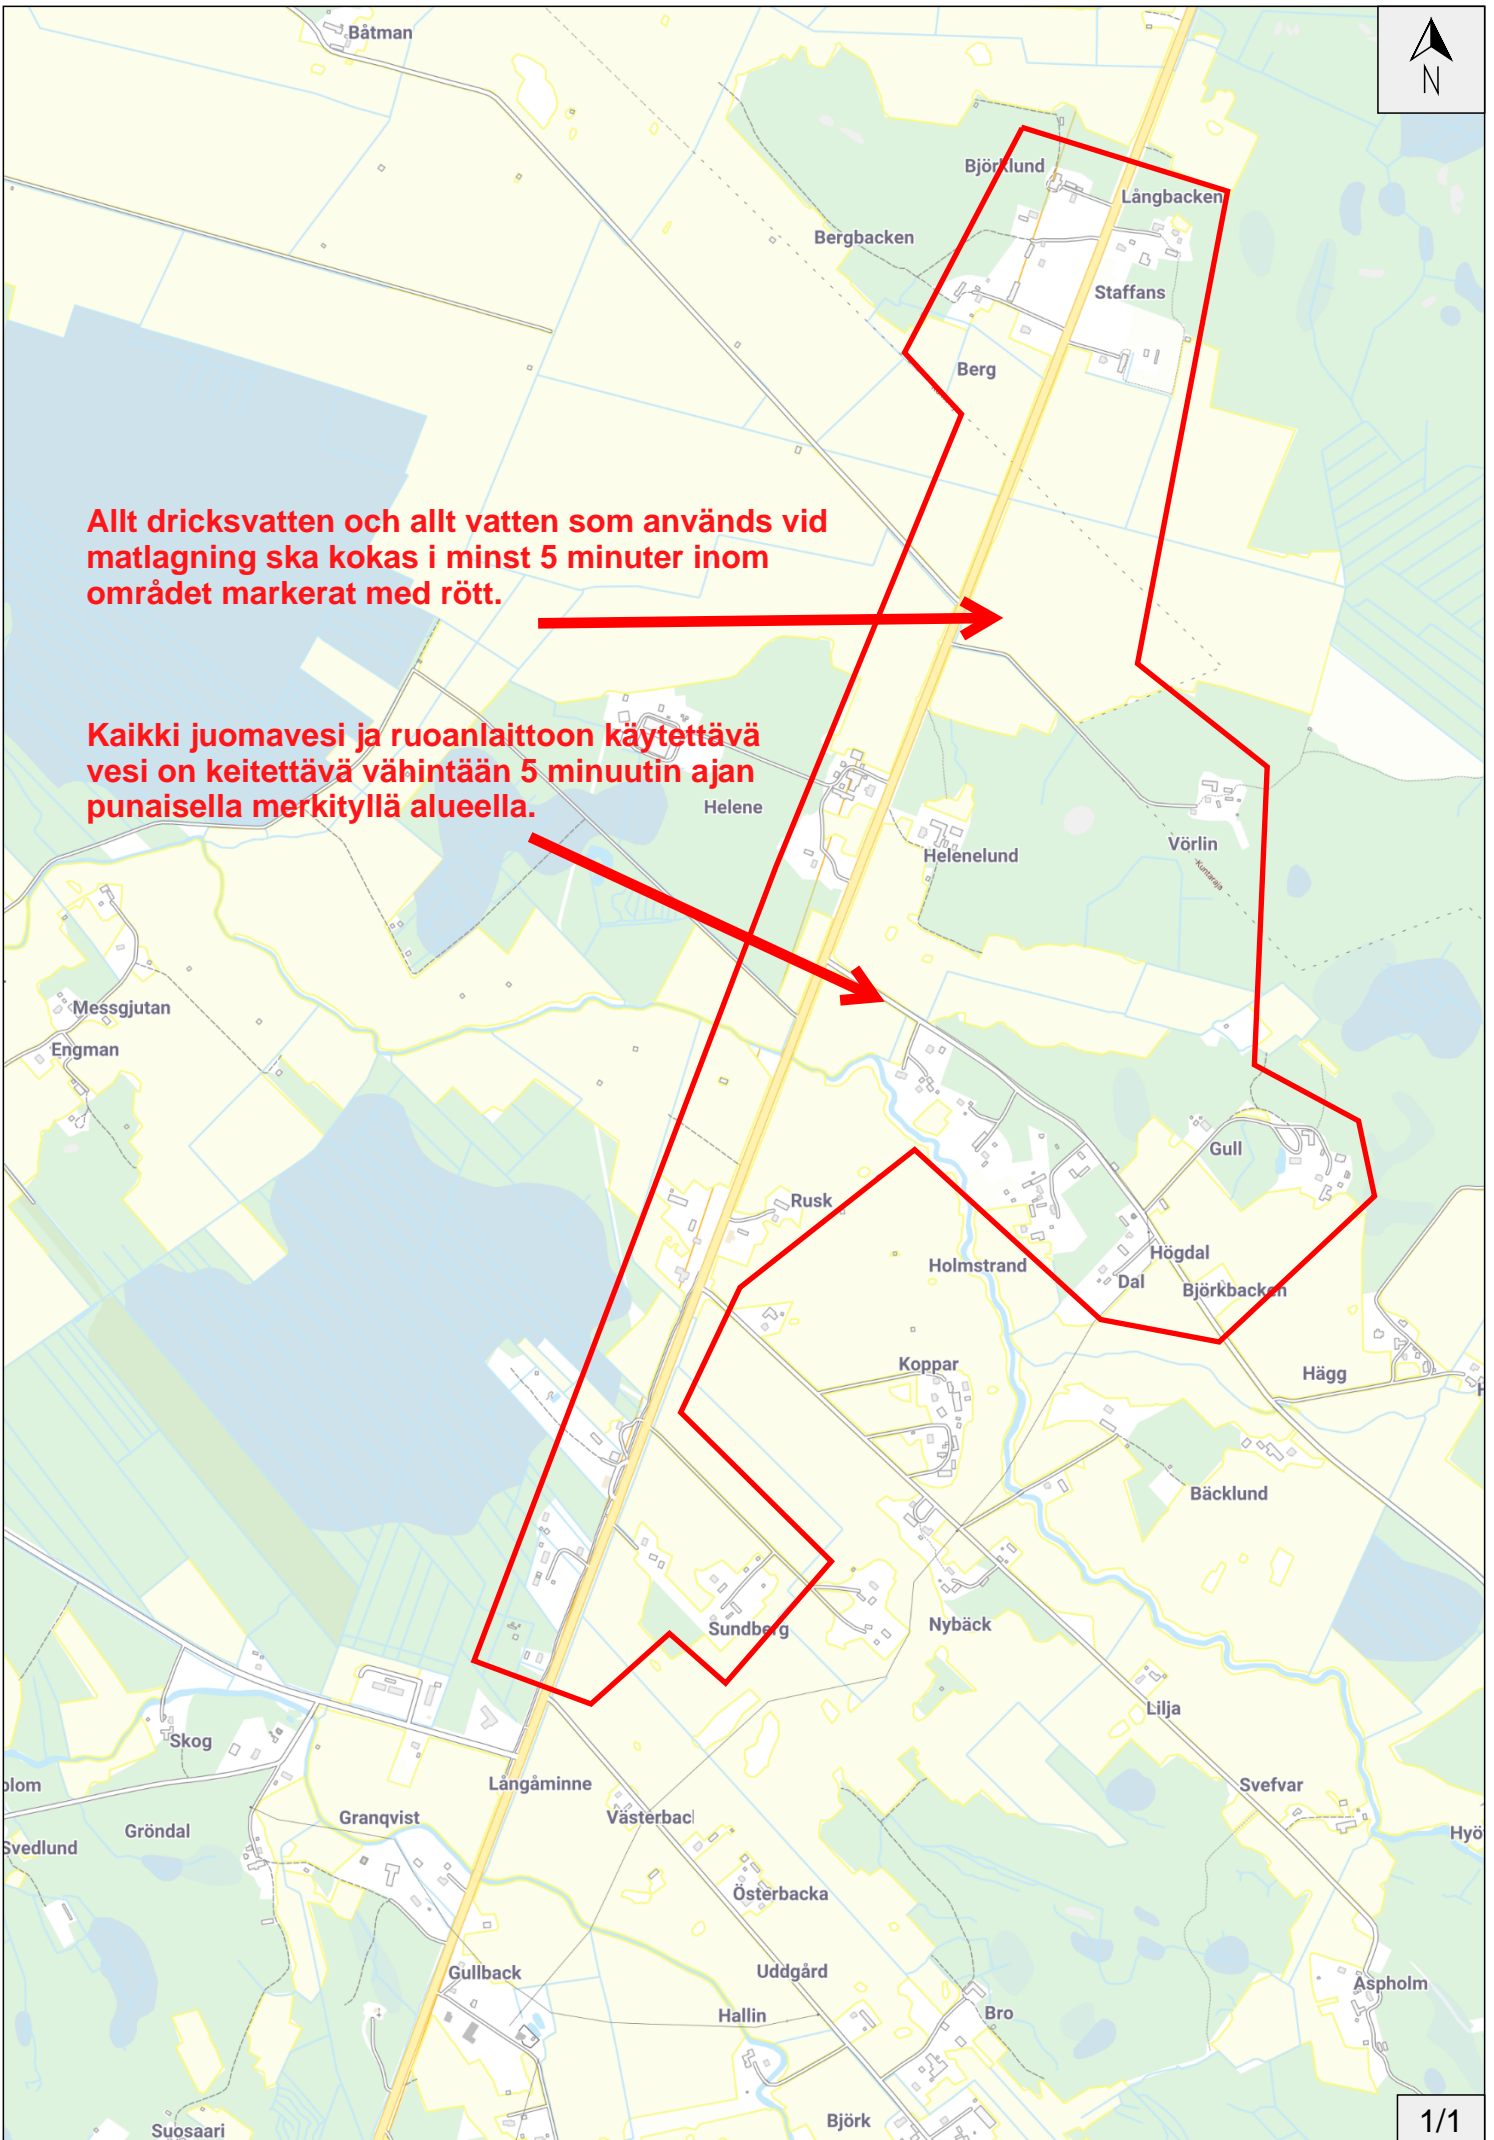 Båtman
N
Björklund
Långbacken
Bergbacken
Staffans
Berg
Allt dricksvatten och allt vatten som används vid
matlagning ska kokas i minst 5 minuter inom
området markerat med rött.
Kaikki juomavesi ja ruoanlaittoon käytettävä
vesi on keitettävä vähintään 5 minuutin ajan
punaisella merkityllä alueella.
Helene
Helenelund
Vörlin
Kuntaraja
Messgjutan
Engman
Gull
Rusk
Högdal
Holmstrand
Dal
Björkbacken
Koppar
Hägg
H
Bäcklund
Sundberg
Nybäck
Lilja
Skog
olom
Långåminne
Svefvar
Granqvist
Västerbac
Gröndal
Svedlund
Hyö
Österbacka
Gullback
Uddgård
Aspholm
Hallin
Bro
Björk
Suosaari
1/1